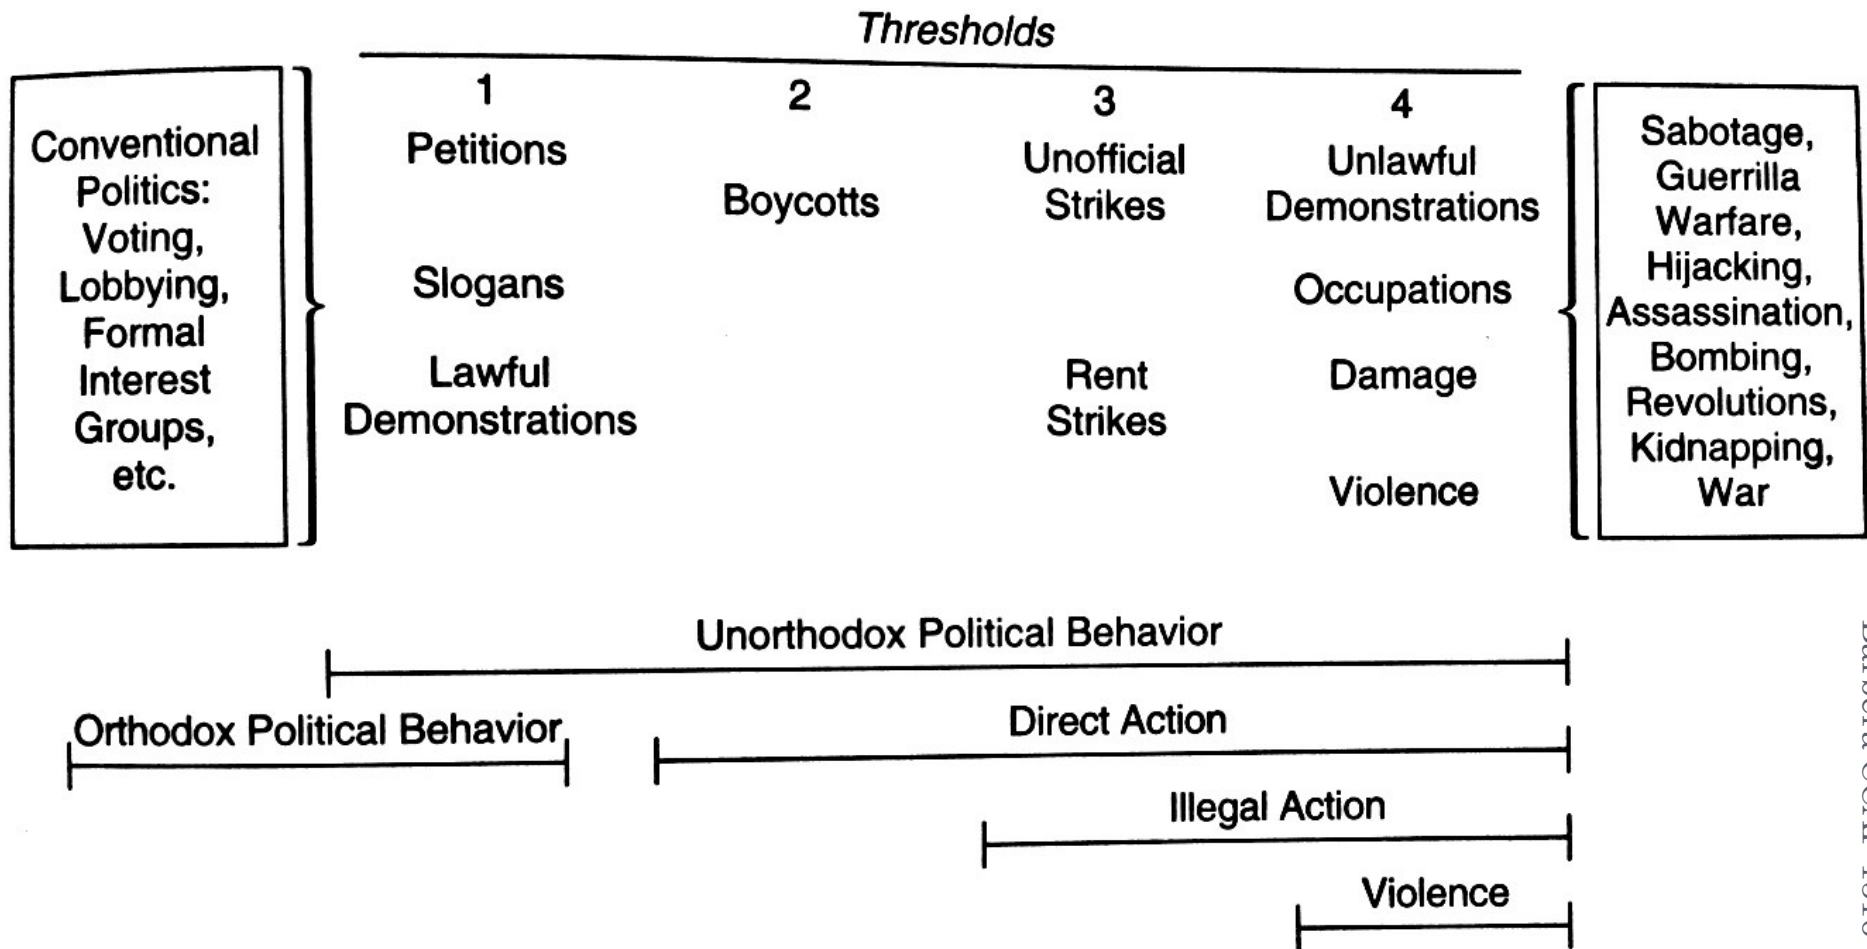 Thresholds
Conventional
Politics:
Voting,
Lobbying,
Formal
Interest
Groups,
etc.
1
Petitions
Slogans
Lawful
Demonstrations
2
Boycotts
3
Unofficial
Strikes
Rent
Strikes
4
Unlawful
Demonstrations
Occupations
Damage
Violence
Sabotage,
Guerrilla
Warfare,
Hijacking,
Assassination,
Bombing,
Revolutions,
Kidnapping,
War
Unorthodox Political Behavior
Orthodox Political Behavior
Direct Action
Illegal Action
Violence